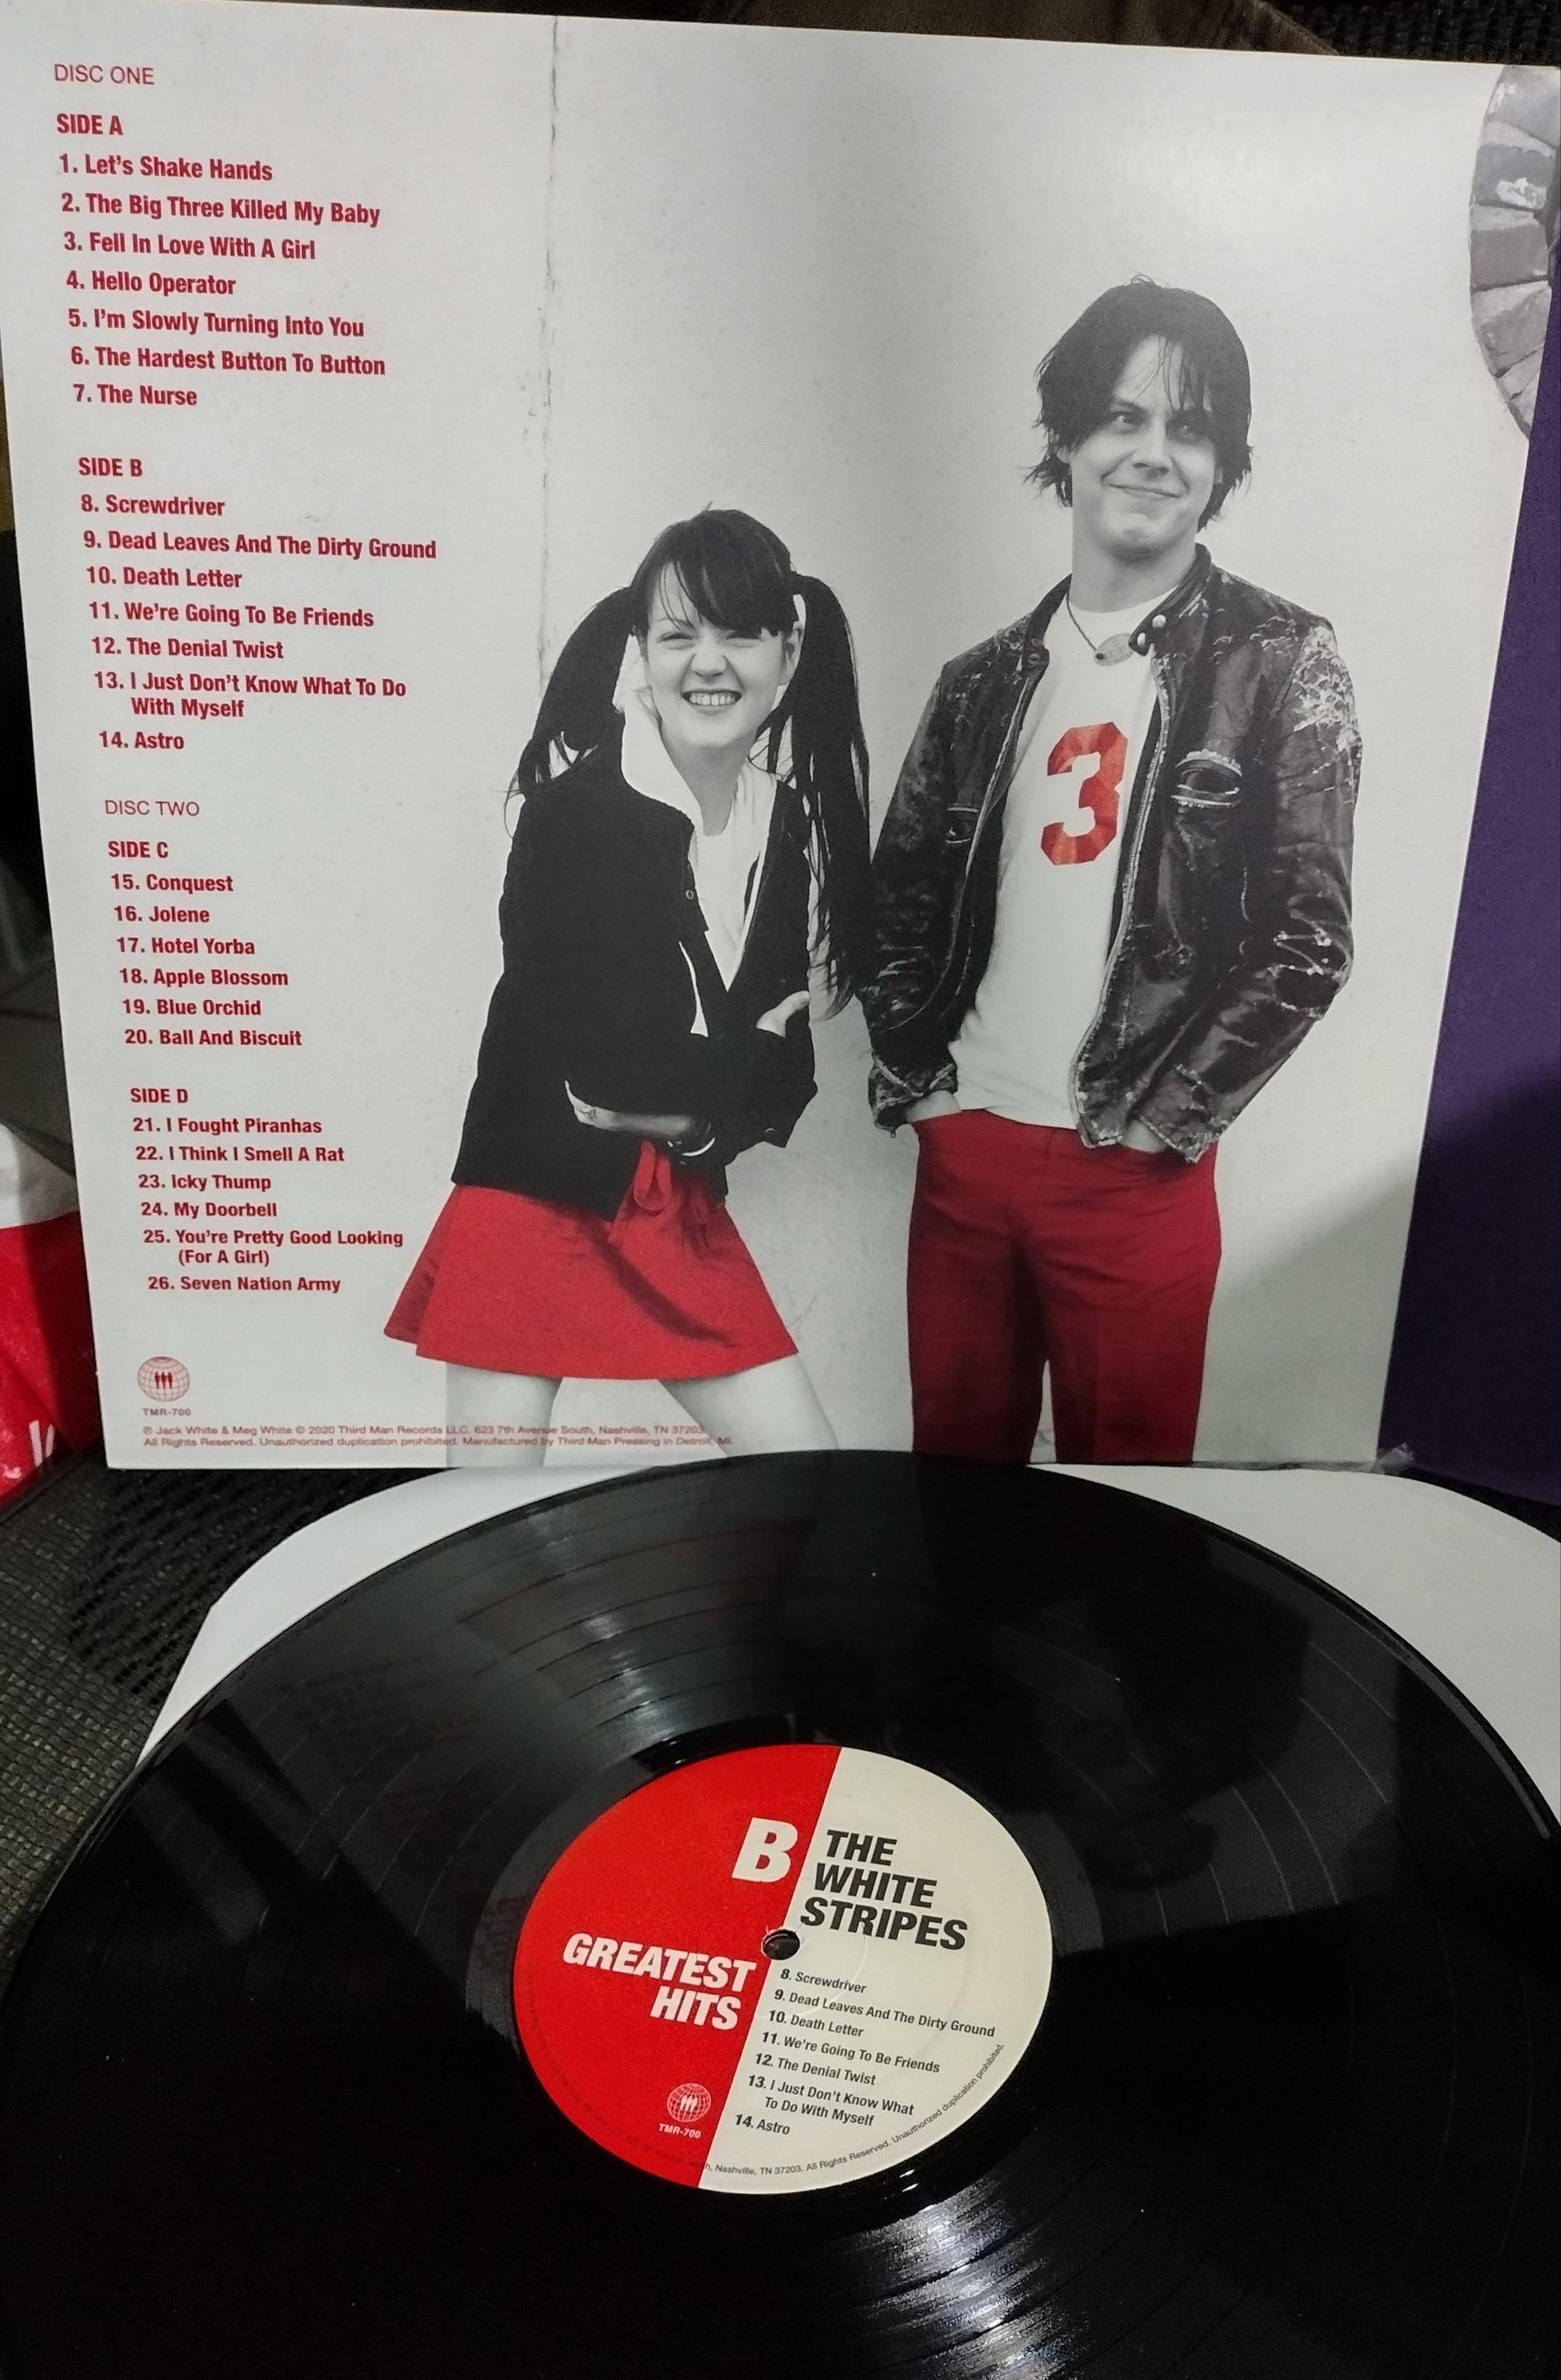 DISC ONE
SIDE A
1. Let's Shake Hands
2. The Big Three Killed My Baby
3. Fell In Love With A Girl
4. Hello Operator
5. I'm Slowly Turning Into You
6. The Hardest Button To Button
7. The Nurse
SIDE B
8. Screwdriver
9. Dead Leaves And The Dirty Ground
10. Death Letter
11. We're Going To Be Friends
12. The Denial Twist
13. I Just Don't Know What To Do
With Myself
14. Astro
DISC TWO
SIDE C
15. Conquest
16. Jolene
17. Hotel Yorba
18. Apple Blossom
19. Blue Orchid
20. Ball And Biscuit
SIDE D
21. I Fought Piranhas
22. I Think I Smell A Rat
23. Icky Thump
24. My Doorbell
25. You're Pretty Good Looking
(For A Girl)
26. Seven Nation Army
TMR-700
℗ Jack White & Meg White © 2020 Third Man Records LLC. 623 7th Avenue South, Nashville, TN 37203.
All Rights Reserved. Unauthorized duplication prohibited. Manufactured by Third Man Pressing in Detroit, MI.
3
B
THE
WHITE
STRIPES
GREATEST
HITS
8. Screwdriver
9. Dead Leaves And The Dirty Ground
10. Death Letter
11. We're Going To Be Friends
12. The Denial Twist
13. I Just Don't Know What
To Do With Myself
14. Astro
TMR-700
Nashville, TN 37203. All Rights Reserved. Unauthorized duplication prohibited.